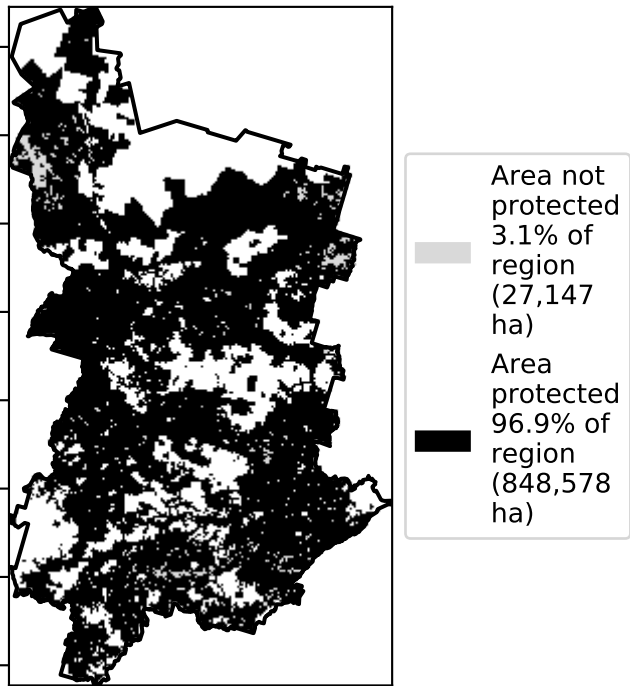 Area not
protected
3.1% of
region
(27,147
ha)
Area
protected
96.9% of
region
(848,578
ha)